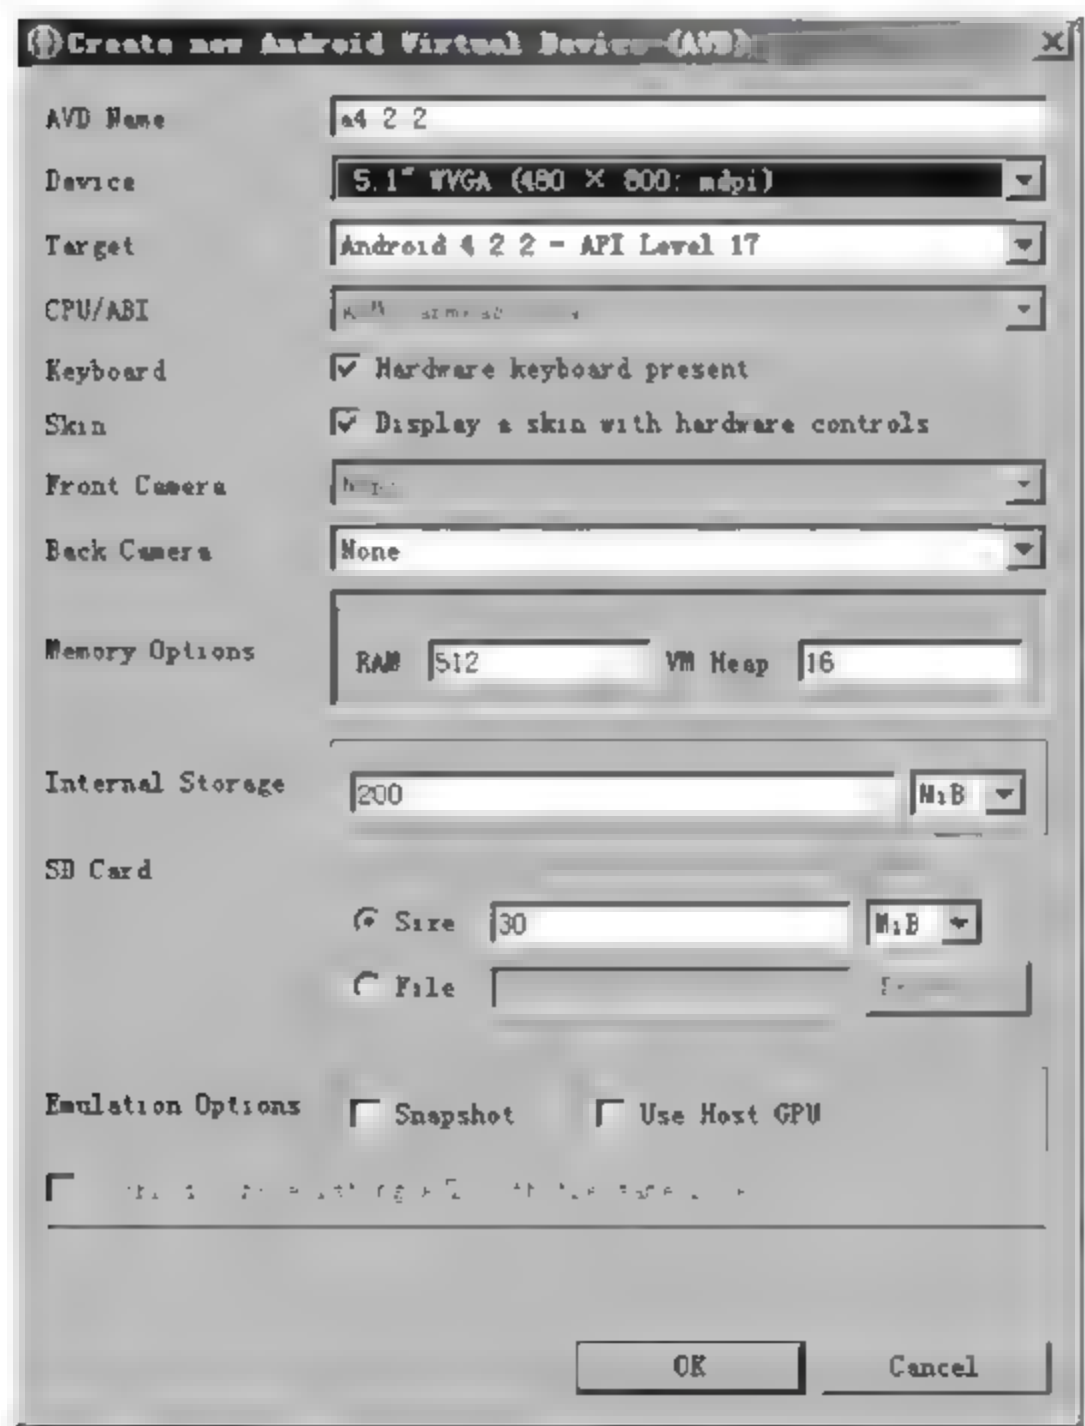 Create new Android Virtual Device (AVD)
AVD Name a4 2 2
Device 5.1" WVGA (480 × 800: mdpi)
Target Android 4 2 2 - API Level 17
CPU/ABI
Keyboard Hardware keyboard present
Skin Display a skin with hardware controls
Front Camera
Back Camera None
Memory Options RAM 512 VM Heap 16
Internal Storage 200 MiB
SD Card
Size 30 MiB
File
Emulation Options Snapshot Use Host GPU
OK Cancel